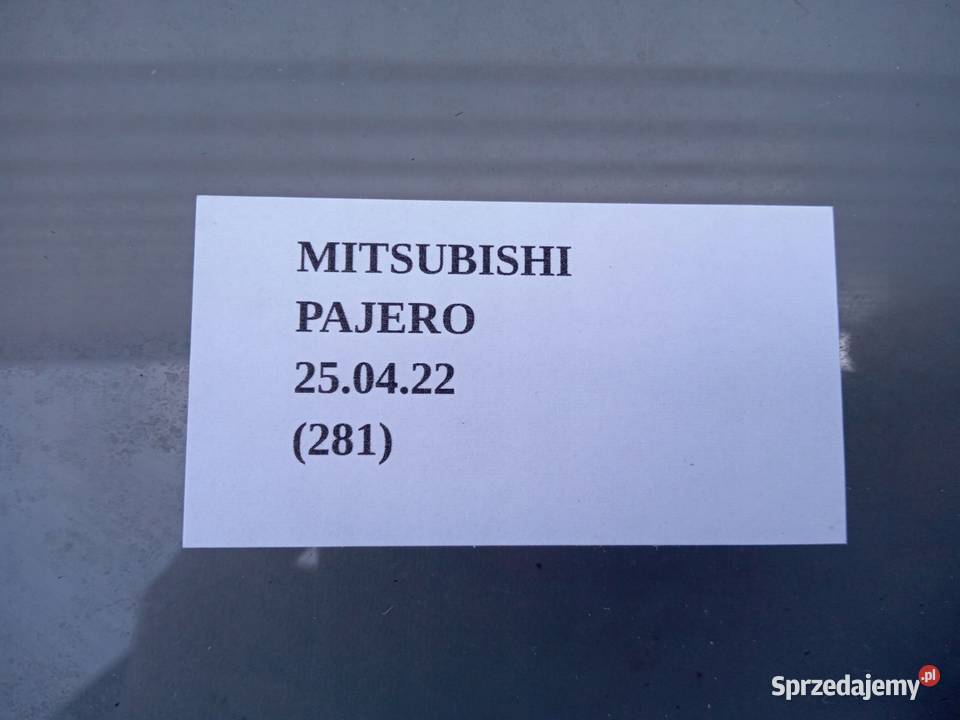 MITSUBISHI
PAJERO
25.04.22
(281)
Sprzedajemy.pl